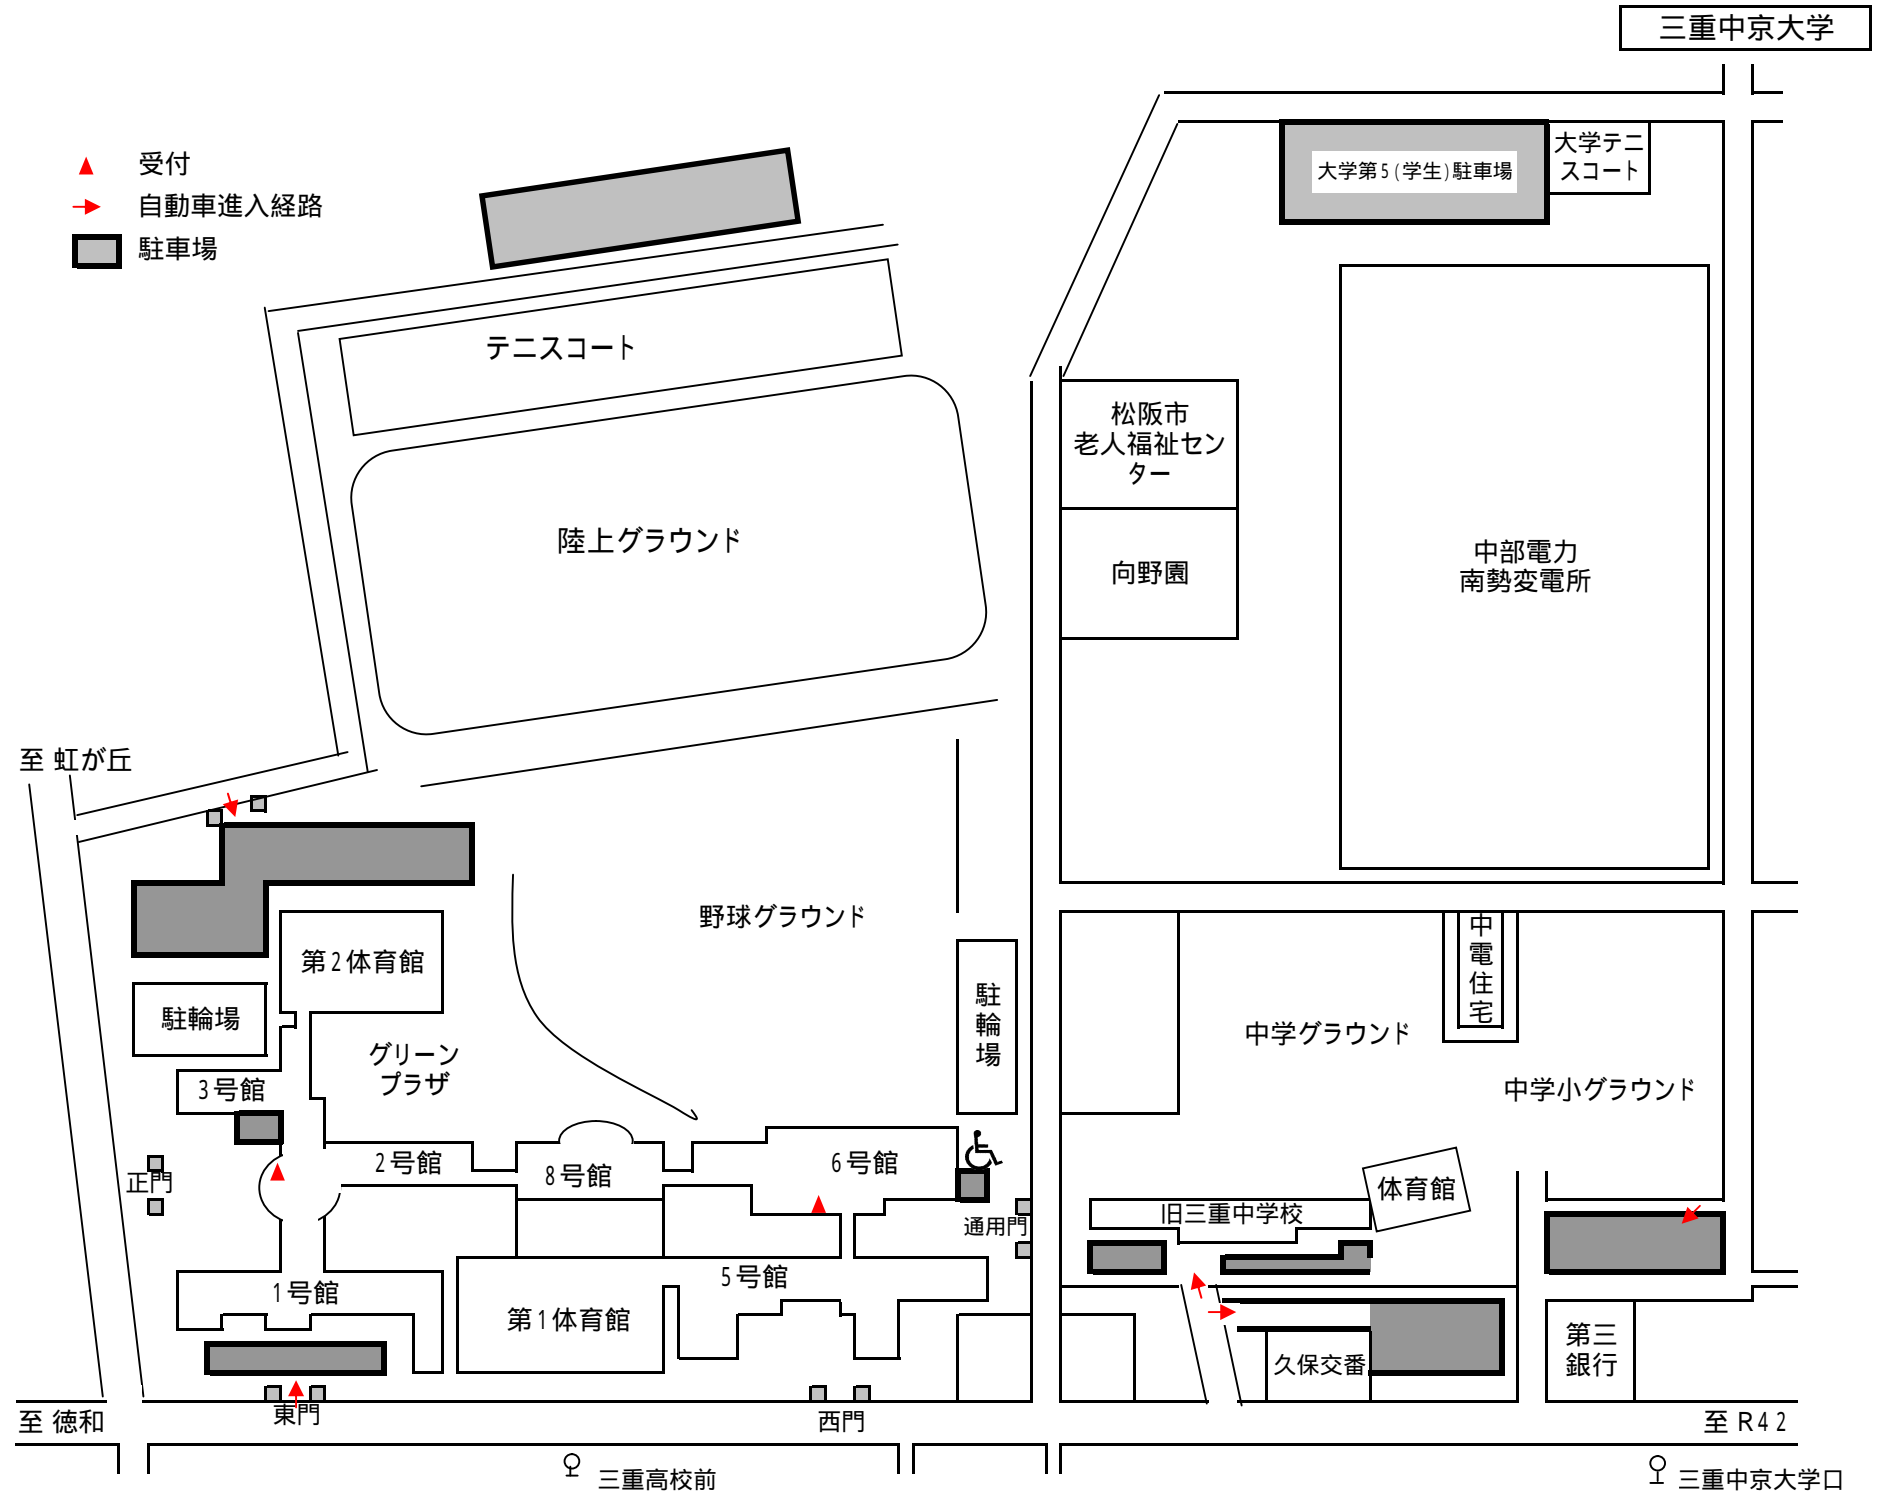 三重中京大学
受付
自動車進入経路
駐車場
大学第5(学生)駐車場
大学テニ
スコート
テニスコート
松阪市
老人福祉セン
ター
陸上グラウンド
向野園
中部電力
南勢変電所
至 虹が丘
野球グラウンド
中電住宅
第2体育館
駐輪場
駐輪場
中学グラウンド
グリーン
プラザ
中学小グラウンド
3号館
2号館
8号館
6号館
正門
体育館
通用門
旧三重中学校
1号館
5号館
第1体育館
久保交番
第三
銀行
東門
西門
至 徳和
至 R42
三重高校前
三重中京大学口